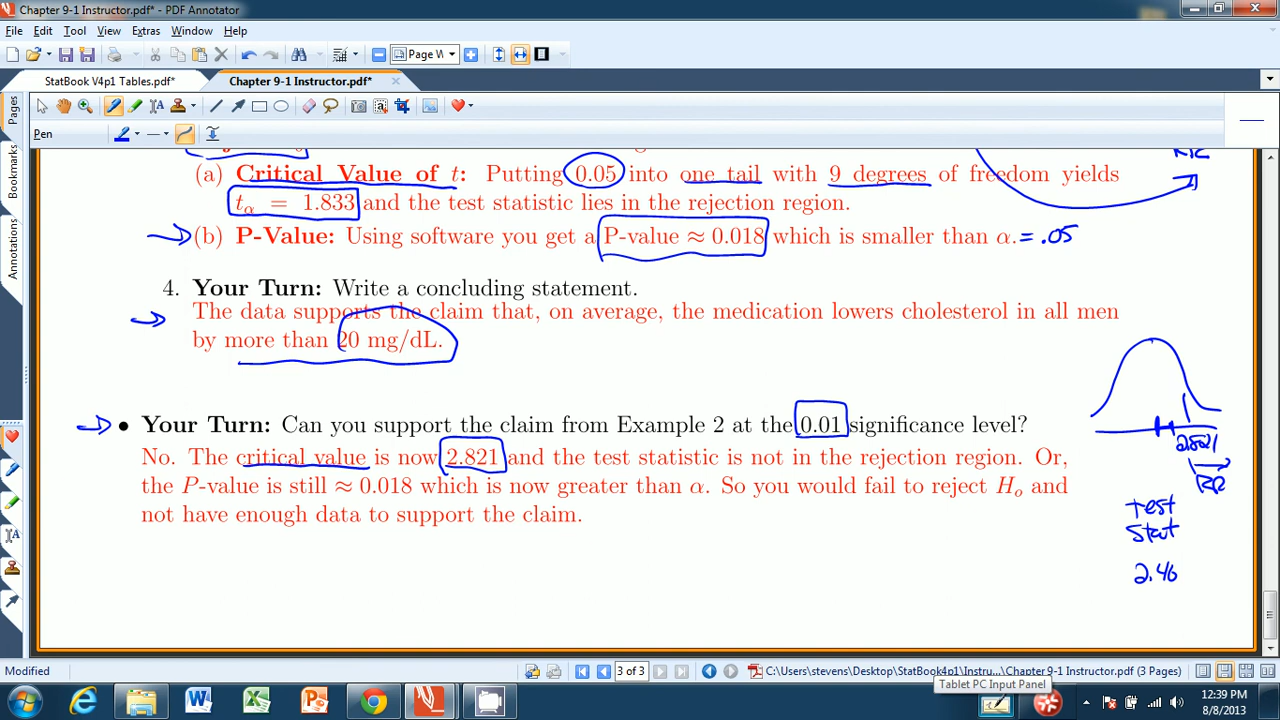 Chapter 9-1 Instructor.pdf* - PDF Annotator
File Edit Tool View Extras Window Help
Page W
StatBook V4p1 Tables.pdf*
Chapter 9-1 Instructor.pdf*
Pen
Pages
Bookmarks
Annotations
(a) Critical Value of t: Putting 0.05 into one tail with 9 degrees of freedom yields
tα = 1.833 and the test statistic lies in the rejection region.
(b) P-Value: Using software you get a P-value ≈ 0.018 which is smaller than α. = .05
4. Your Turn: Write a concluding statement.
The data supports the claim that, on average, the medication lowers cholesterol in all men
by more than 20 mg/dL.
• Your Turn: Can you support the claim from Example 2 at the 0.01 significance level?
No. The critical value is now 2.821 and the test statistic is not in the rejection region. Or,
the P-value is still ≈ 0.018 which is now greater than α. So you would fail to reject Ho and
not have enough data to support the claim.
2.821
RR
Test
Stat
2.46
Modified
3 of 3
C:\Users\stevens\Desktop\StatBook4p1\Instru...\Chapter 9-1 Instructor.pdf (3 Pages)
Tablet PC Input Panel
12:39 PM
8/8/2013